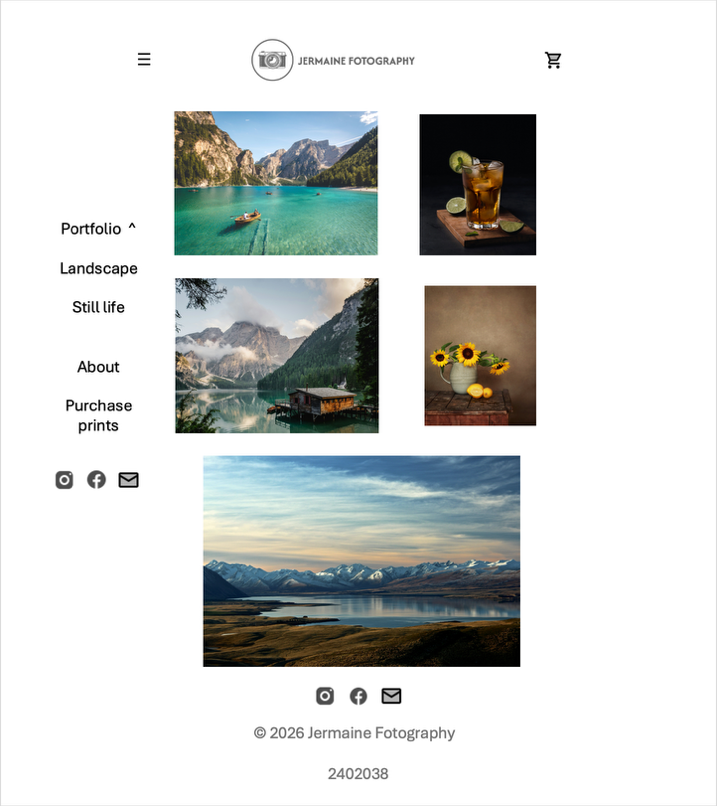 JERMAINE FOTOGRAPHY
Portfolio ^
Landscape
Still life
About
Purchase
prints
© 2026 Jermaine Fotography
2402038